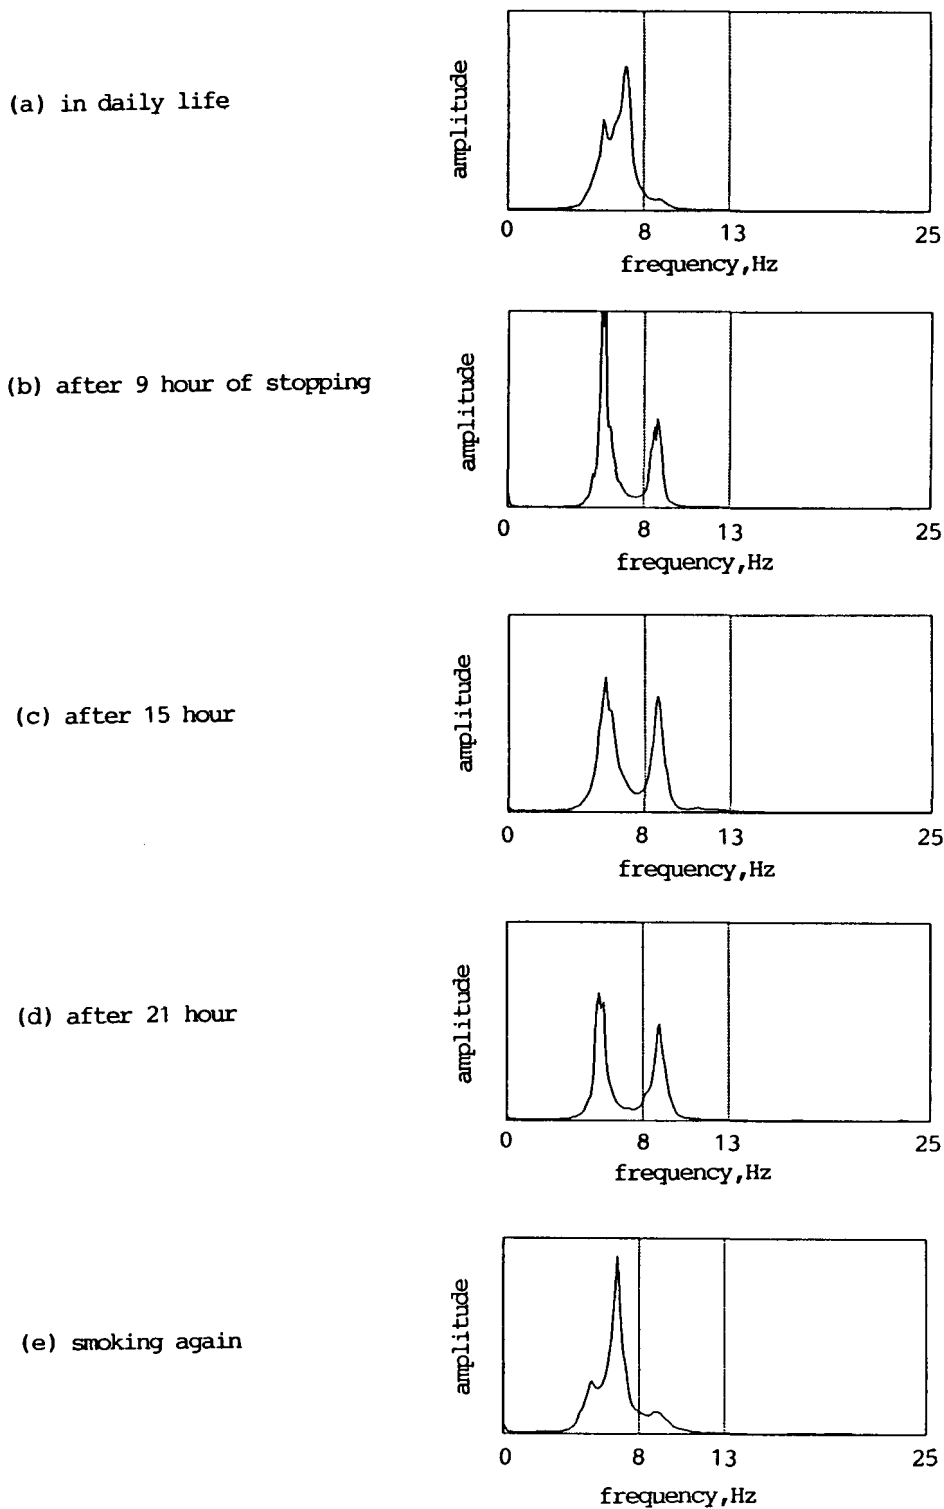 (a) in daily life
amplitude
0 8 13 25
frequency,Hz
(b) after 9 hour of stopping
amplitude
0 8 13 25
frequency,Hz
(c) after 15 hour
amplitude
0 8 13 25
frequency,Hz
(d) after 21 hour
amplitude
0 8 13 25
frequency,Hz
(e) smoking again
amplitude
0 8 13 25
frequency,Hz